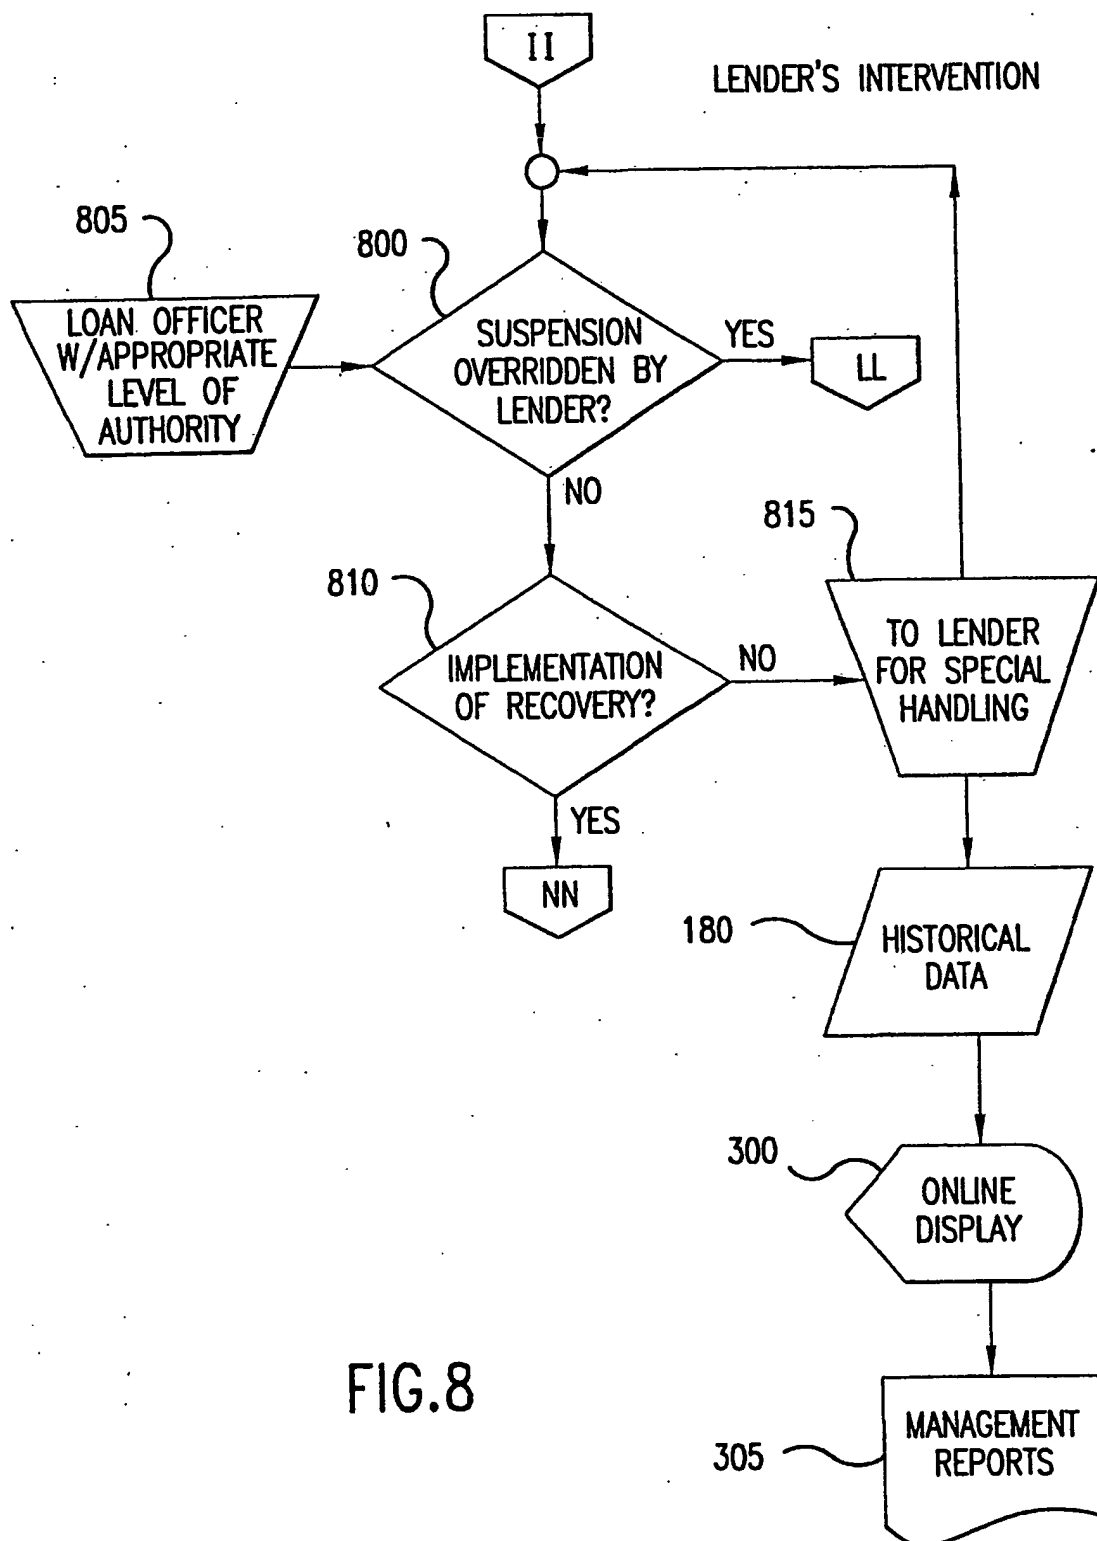 II
LENDER'S INTERVENTION
805
800
LOAN OFFICER
W/APPROPRIATE
LEVEL OF
AUTHORITY
SUSPENSION
OVERRIDDEN BY
LENDER?
YES
LL
NO
815
810
IMPLEMENTATION
OF RECOVERY?
NO
TO LENDER
FOR SPECIAL
HANDLING
YES
NN
180
HISTORICAL
DATA
300
ONLINE
DISPLAY
FIG.8
305
MANAGEMENT
REPORTS